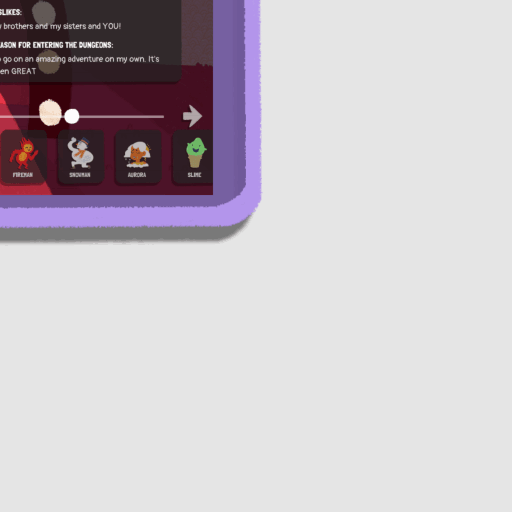 SLIKES:
brothers and my sisters and YOU!
ASON FOR ENTERING THE DUNGEONS:
go on an amazing adventure on my own. It's
en GREAT
FIREMAN SNOWMAN AURORA SLIME